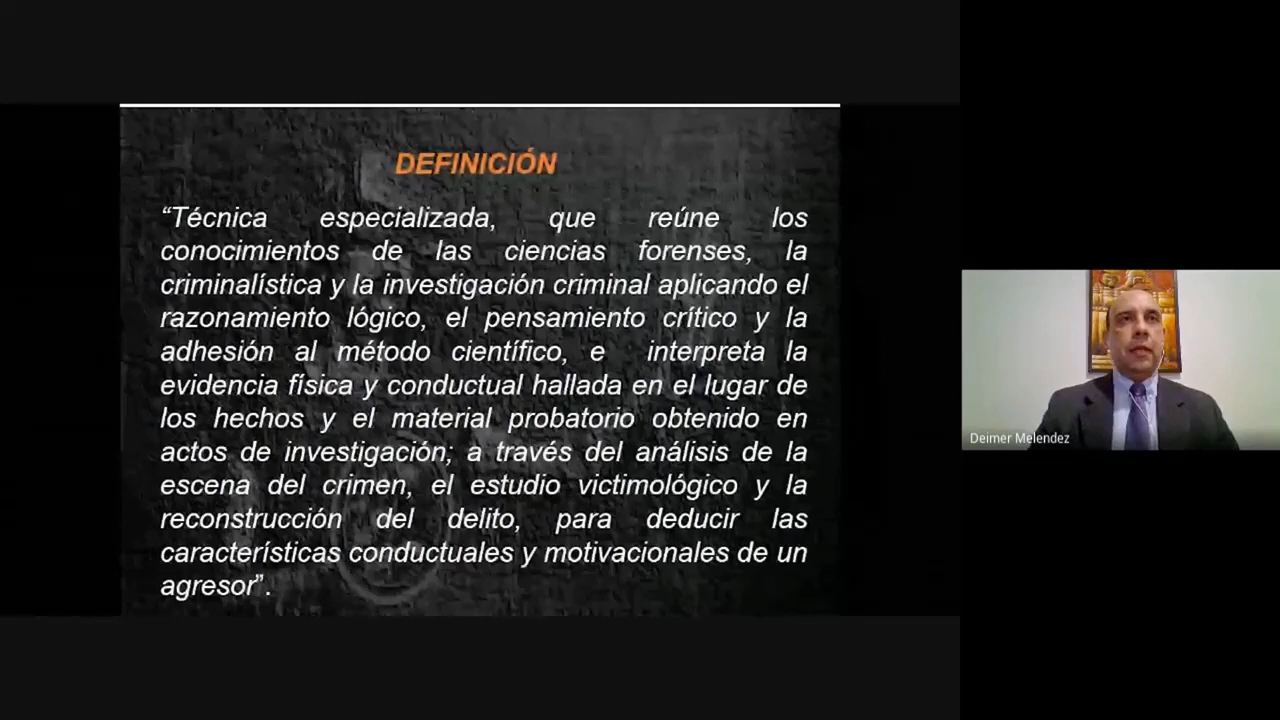 DEFINICIÓN
“Técnica especializada, que reúne los
conocimientos de las ciencias forenses, la
criminalística y la investigación criminal aplicando el
razonamiento lógico, el pensamiento crítico y la
adhesión al método científico, e interpreta la
evidencia física y conductual hallada en el lugar de
los hechos y el material probatorio obtenido en
actos de investigación; a través del análisis de la
escena del crimen, el estudio victimológico y la
reconstrucción del delito, para deducir las
características conductuales y motivacionales de un
agresor”.
Deimer Melendez